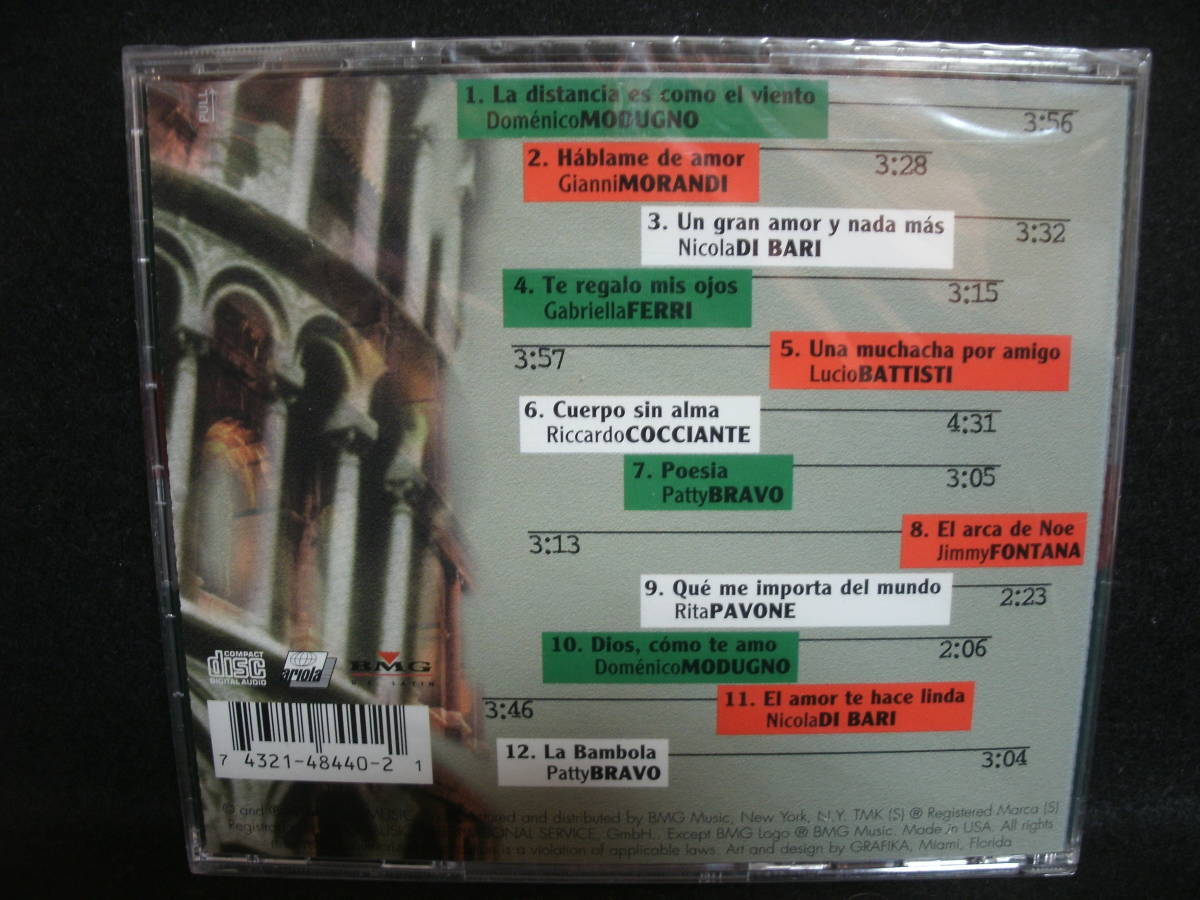 PULL
1. La distancia es como el viento
DoménicoMODUGNO
3:56
2. Háblame de amor
GianniMORANDI
3:28
3. Un gran amor y nada más
NicolaDI BARI
3:32
4. Te regalo mis ojos
GabriellaFERRI
3:15
5. Una muchacha por amigo
LucioBATTISTI
3:57
6. Cuerpo sin alma
RiccardoCOCCIANTE
4:31
7. Poesia
PattyBRAVO
3:05
8. El arca de Noe
JimmyFONTANA
3:13
9. Qué me importa del mundo
RitaPAVONE
2:23
10. Dios, cómo te amo
DoménicoMODUGNO
2:06
11. El amor te hace linda
NicolaDI BARI
3:46
12. La Bambola
PattyBRAVO
3:04
COMPACT
disc
DIGITAL AUDIO
ariola
BMG
LATIN
7 4321-48440-2 1
© and and distributed by BMG Music, New York, N.Y. TMK (S) ® Registered Marca (S)
SERVICE, GmbH.. Except BMG Logo ® BMG Music. Made in USA. All rights
is a violation of applicable laws. Art and design by GRAFIKA, Miami, Florida